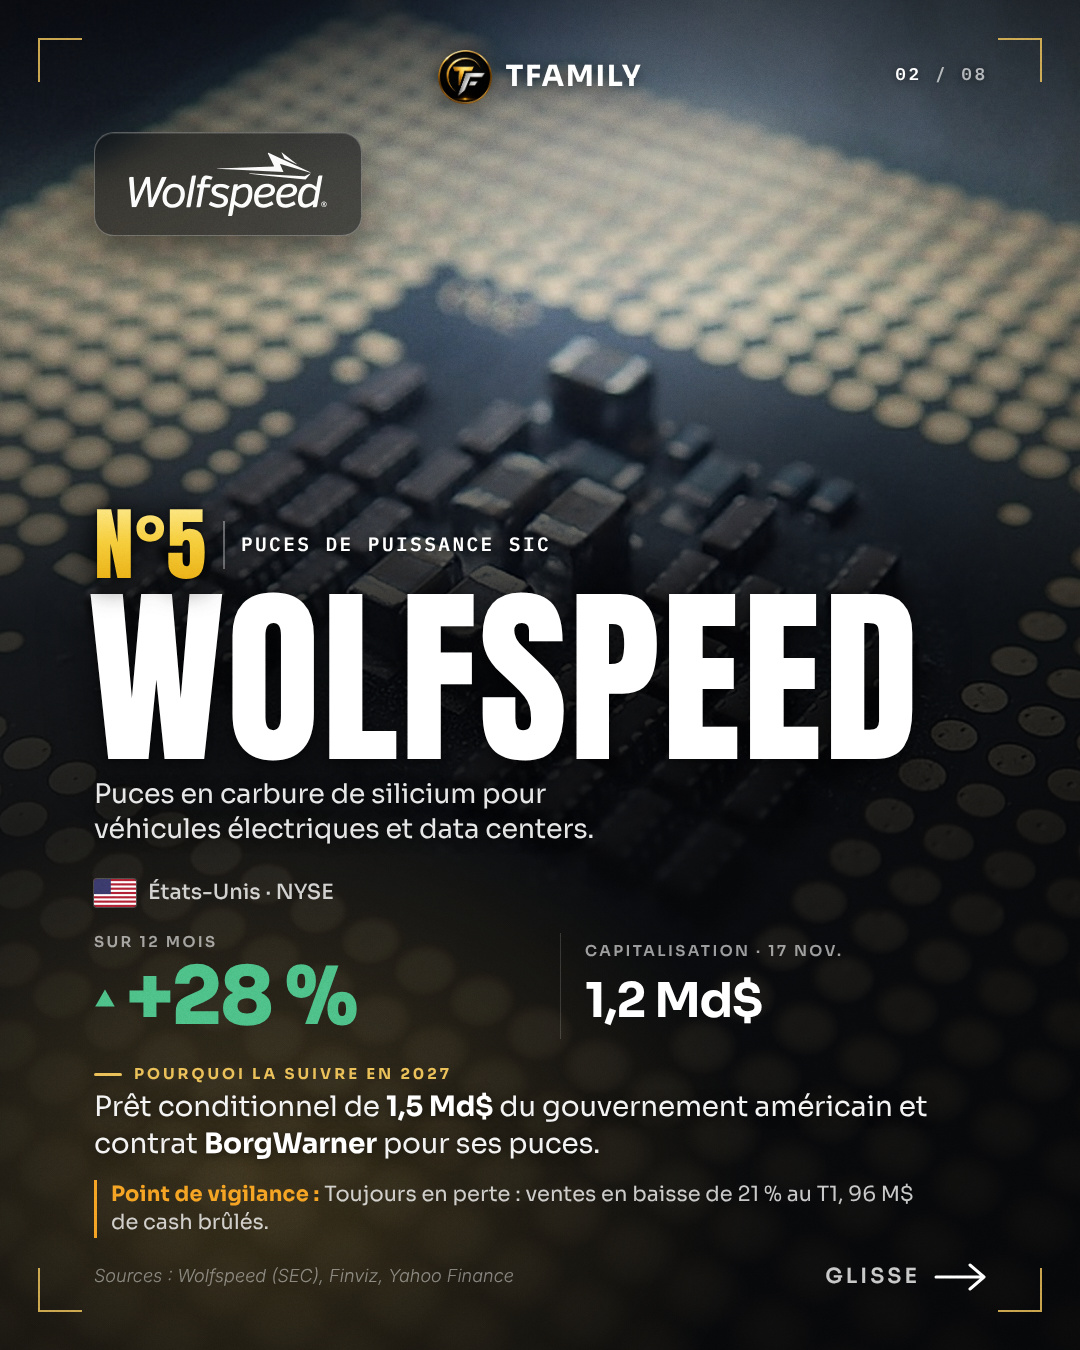 TFAMILY
02 / 08
Wolfspeed®
N°5
PUCES DE PUISSANCE SIC
WOLFSPEED
Puces en carbure de silicium pour
véhicules électriques et data centers.
États-Unis · NYSE
SUR 12 MOIS
+28 %
CAPITALISATION · 17 NOV.
1,2 Md$
POURQUOI LA SUIVRE EN 2027
Prêt conditionnel de 1,5 Md$ du gouvernement américain et
contrat BorgWarner pour ses puces.
Point de vigilance : Toujours en perte : ventes en baisse de 21 % au T1, 96 M$
de cash brûlés.
Sources : Wolfspeed (SEC), Finviz, Yahoo Finance
GLISSE